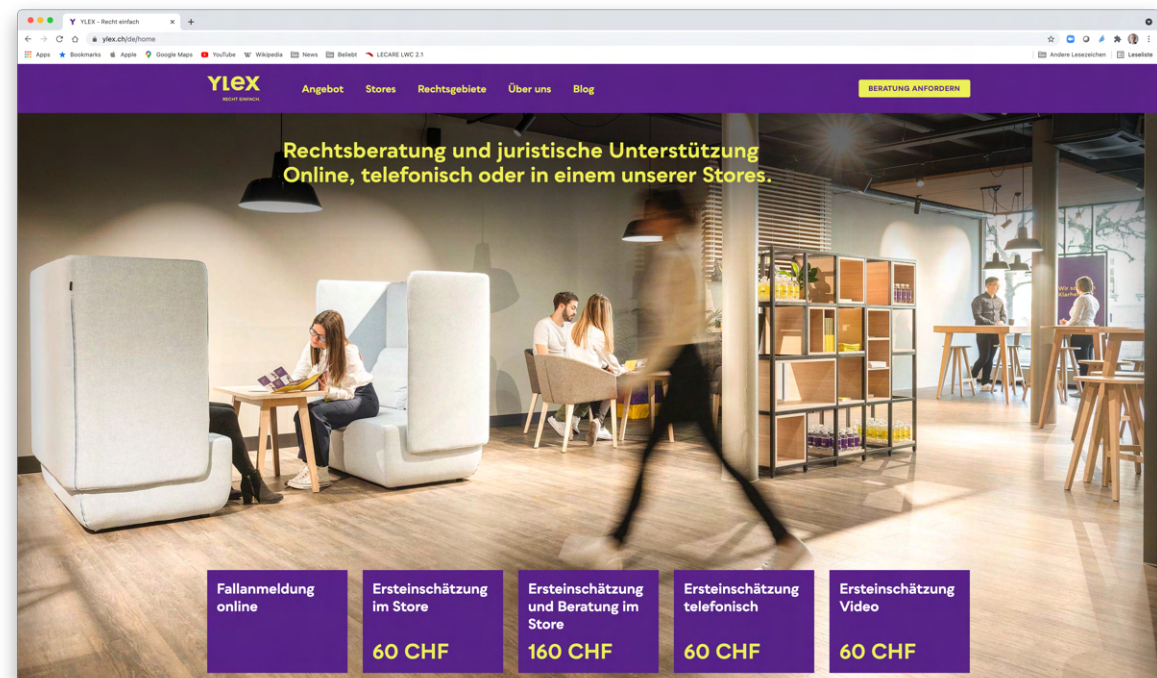 YLEX - Recht einfach
ylex.ch/de/home
Apps Bookmarks Apple Google Maps YouTube Wikipedia News Beliebt LECARE LWC 2.1 Andere Lesezeichen Leseliste
YLEX
RECHT EINFACH.
Angebot Stores Rechtsgebiete Über uns Blog
BERATUNG ANFORDERN
Rechtsberatung und juristische Unterstützung
Online, telefonisch oder in einem unserer Stores.
Fallanmeldung
online
Ersteinschätzung
im Store
60 CHF
Ersteinschätzung
und Beratung im
Store
160 CHF
Ersteinschätzung
telefonisch
60 CHF
Ersteinschätzung
Video
60 CHF